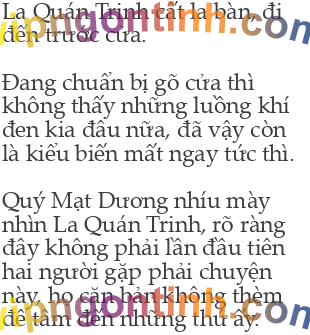 La Quán Trinh cất la bàn, đi
đến trước cửa.
Đang chuẩn bị gõ cửa thì
không thấy những luồng khí
đen kia đâu nữa, đã vậy còn
là kiểu biến mất ngay tức thì.
Quý Mạt Dương nhíu mày
nhìn La Quán Trinh, rõ ràng
đây không phải lần đầu tiên
hai người gặp phải chuyện
này, họ căn bản không thèm
để tâm đến những thứ ấy.
vipngontinh.com
vipngontinh.com